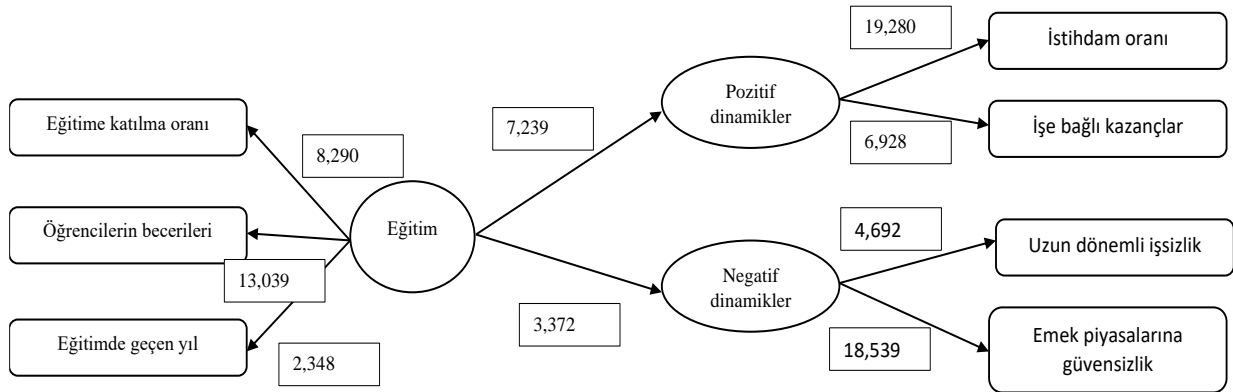 19,280
İstihdam oranı
Pozitif
dinamikler
Eğitime katılma oranı
7,239
İşe bağlı kazançlar
6,928
8,290
Öğrencilerin becerileri
Eğitim
4,692
Uzun dönemli işsizlik
13,039
Negatif
dinamikler
3,372
Eğitimde geçen yıl
2,348
18,539
Emek piyasalarına
güvensizlik